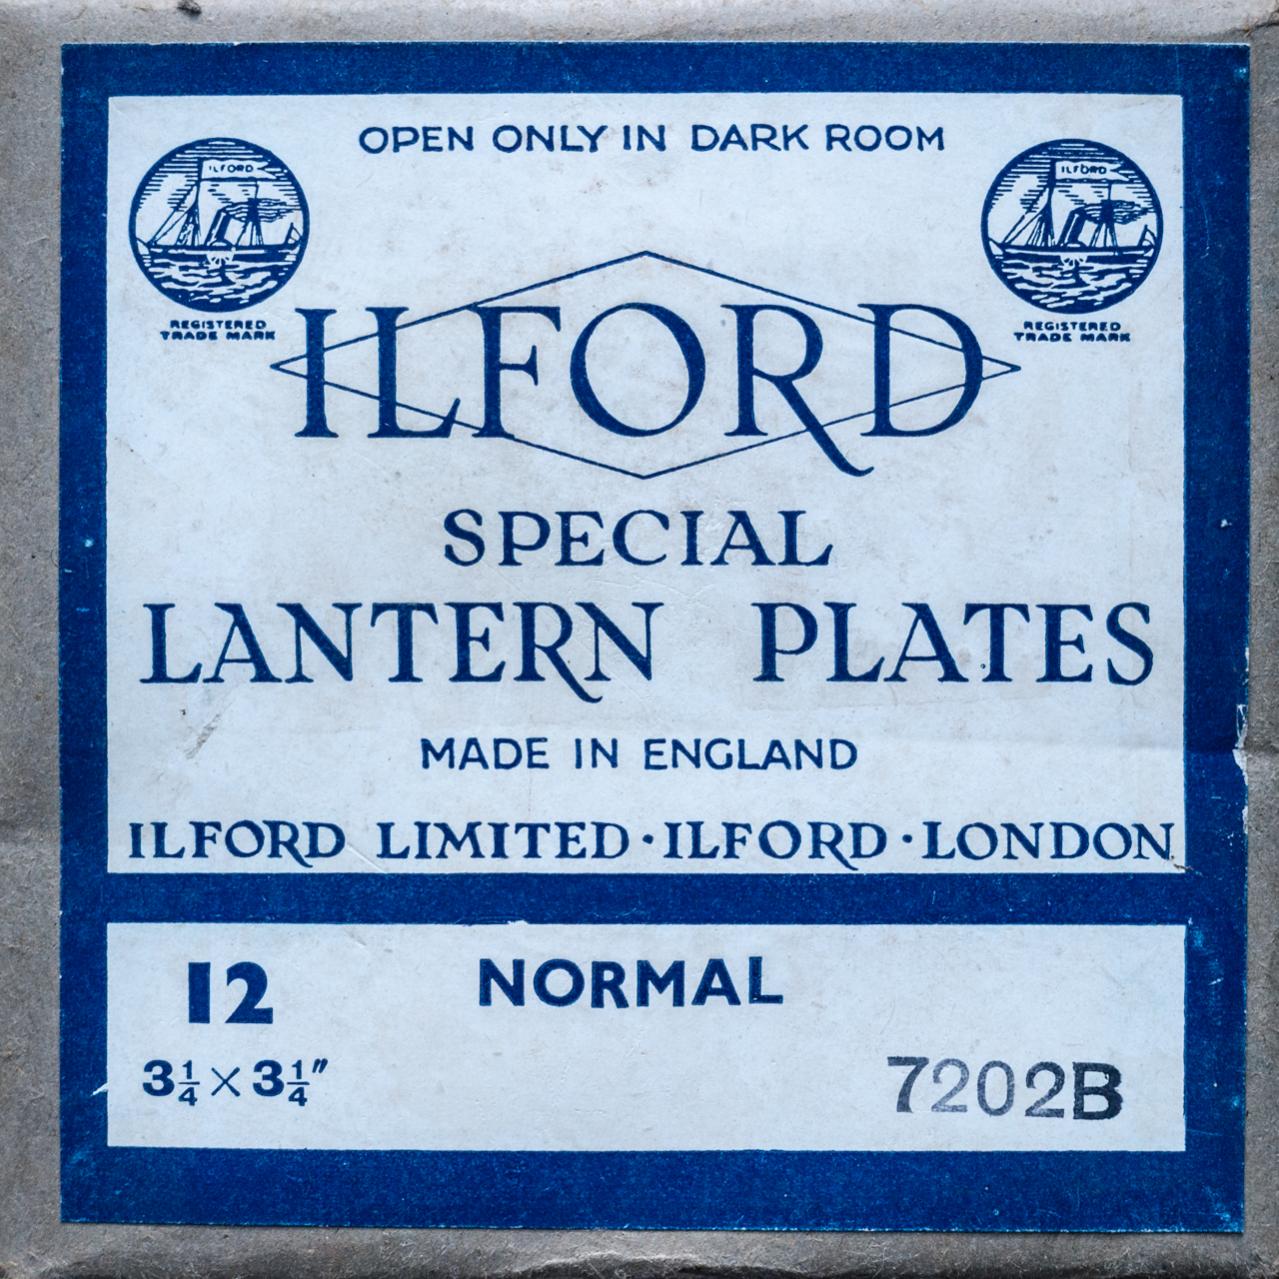 OPEN ONLY IN DARK ROOM
ILFORD
ILFORD
REGISTERED
TRADE MARK
REGISTERED
TRADE MARK
ILFORD
SPECIAL
LANTERN PLATES
MADE IN ENGLAND
ILFORD LIMITED · ILFORD · LONDON
12
NORMAL
3¼ × 3¼"
7202B